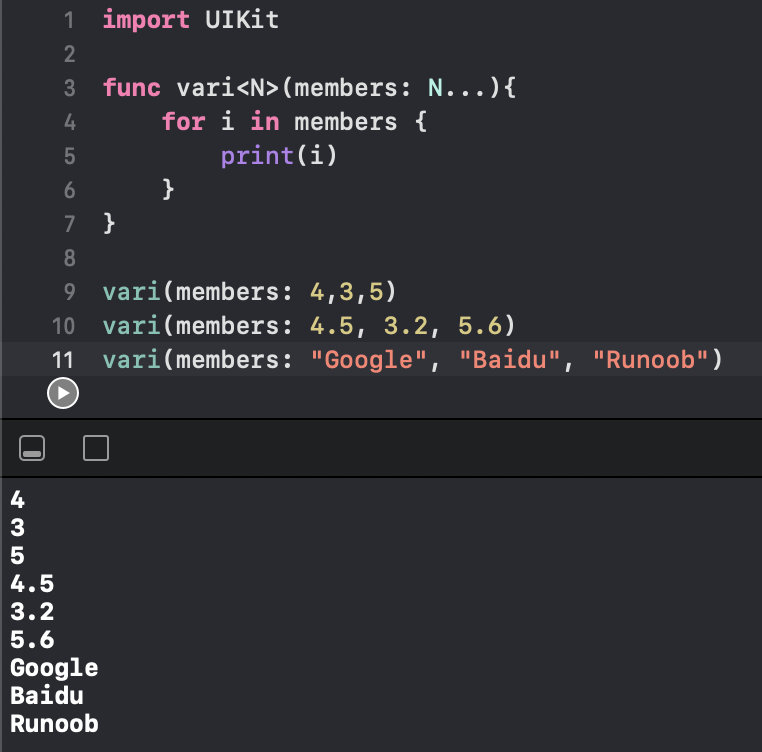 1 import UIKit
2
3 func vari<N>(members: N...){
4     for i in members {
5         print(i)
6     }
7 }
8
9 vari(members: 4,3,5)
10 vari(members: 4.5, 3.2, 5.6)
11 vari(members: "Google", "Baidu", "Runoob")
4
3
5
4.5
3.2
5.6
Google
Baidu
Runoob